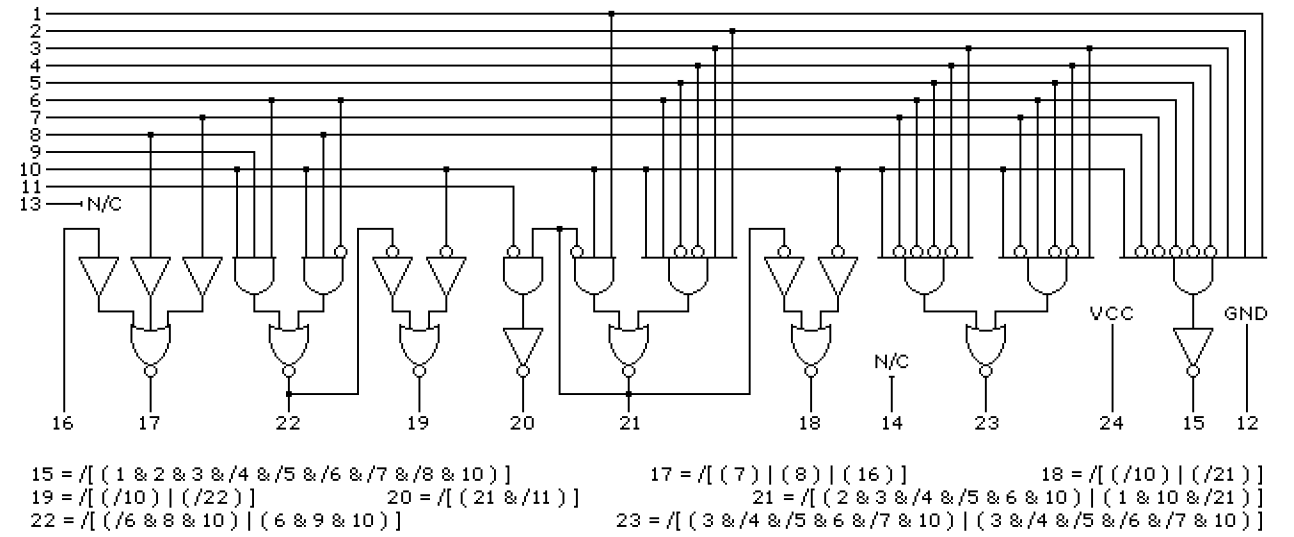 1
2
3
4
5
6
7
8
9
10
11
13 N/C
VCC GND
N/C
16 17 22 19 20 21 18 14 23 24 15 12
15 = /[ ( 1 & 2 & 3 & /4 & /5 & /6 & /7 & /8 & 10 ) ] 17 = /[ ( 7 ) | ( 8 ) | ( 16 ) ] 18 = /[ ( /10 ) | ( /21 ) ]
19 = /[ ( /10 ) | ( /22 ) ] 20 = /[ ( 21 & /11 ) ] 21 = /[ ( 2 & 3 & /4 & /5 & 6 & 10 ) | ( 1 & 10 & /21 ) ]
22 = /[ ( /6 & 8 & 10 ) | ( 6 & 9 & 10 ) ] 23 = /[ ( 3 & /4 & /5 & 6 & /7 & 10 ) | ( 3 & /4 & /5 & /6 & /7 & 10 ) ]